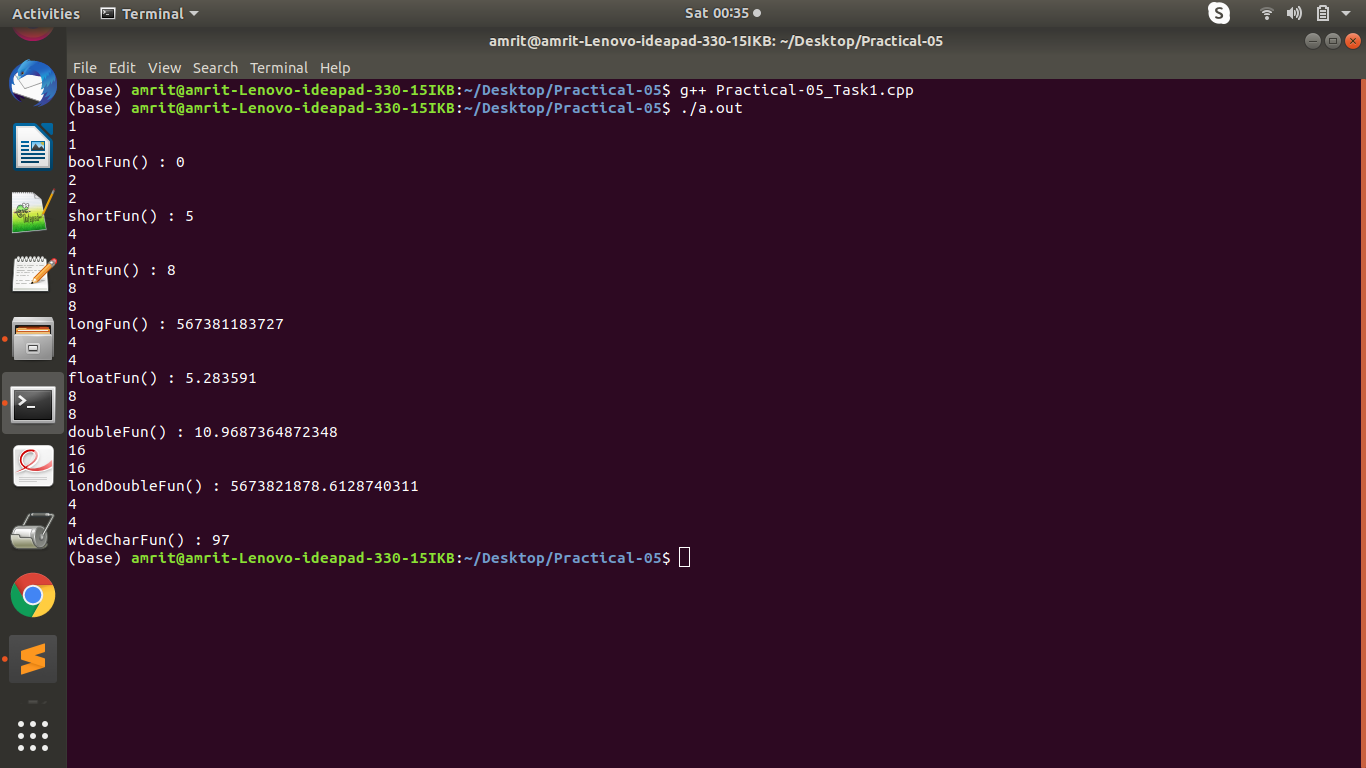 Activities Terminal Sat 00:35
amrit@amrit-Lenovo-ideapad-330-15IKB: ~/Desktop/Practical-05
File Edit View Search Terminal Help
(base) amrit@amrit-Lenovo-ideapad-330-15IKB:~/Desktop/Practical-05$ g++ Practical-05_Task1.cpp
(base) amrit@amrit-Lenovo-ideapad-330-15IKB:~/Desktop/Practical-05$ ./a.out
1
1
boolFun() : 0
2
2
shortFun() : 5
4
4
intFun() : 8
8
8
longFun() : 567381183727
4
4
floatFun() : 5.283591
8
8
doubleFun() : 10.9687364872348
16
16
londDoubleFun() : 5673821878.6128740311
4
4
wideCharFun() : 97
(base) amrit@amrit-Lenovo-ideapad-330-15IKB:~/Desktop/Practical-05$